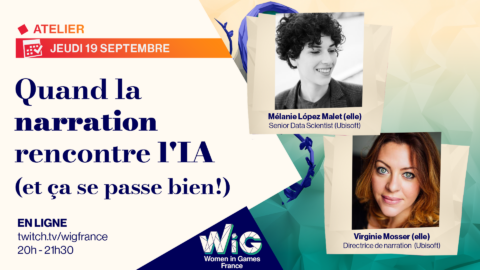 ATELIER
JEUDI 19 SEPTEMBRE
Quand la
narration
rencontre l'IA
(et ça se passe bien!)
EN LIGNE
twitch.tv/wigfrance
20h - 21h30
Mélanie López Malet (elle)
Senior Data Scientist (Ubisoft)
Virginie Mosser (elle)
Directrice de narration (Ubisoft)
WiG
Women in Games
France